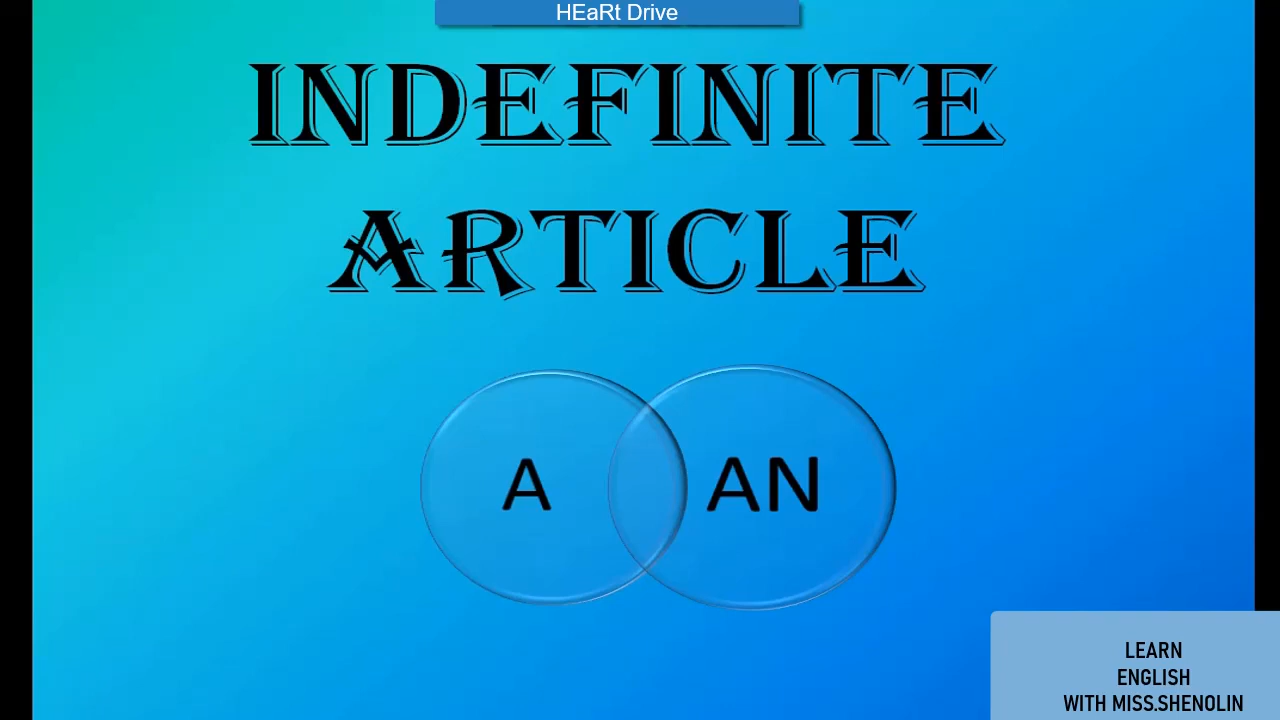 HEaRt Drive
INDEFINITE
ARTICLE
A AN
LEARN
ENGLISH
WITH MISS.SHENOLIN